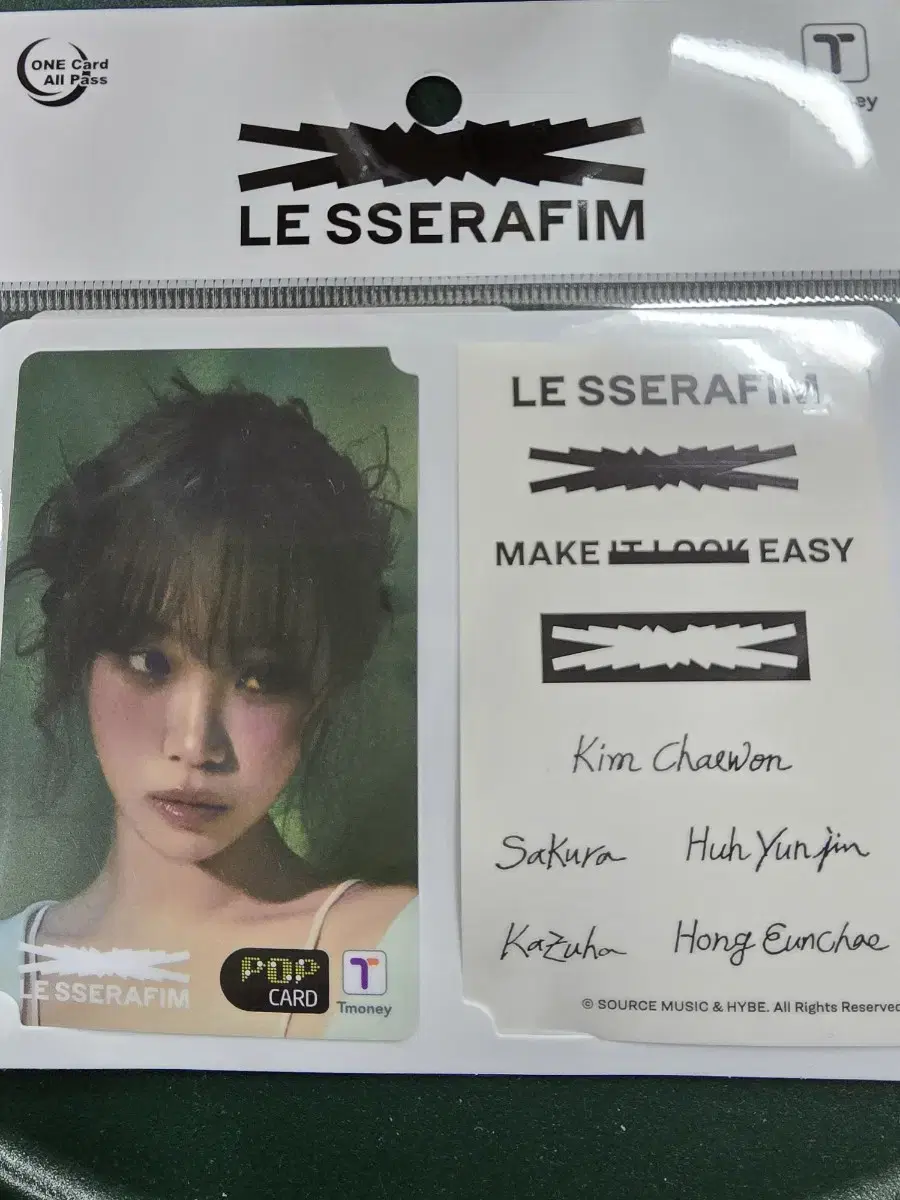 ONE Card
All Pass
ey
LE SSERAFIM
LE SSERAFIM
POP
CARD
Tmoney
LE SSERAFIM
MAKE IT LOOK EASY
Kim Chaewon
Sakura
Huh Yunjin
Kazuha
Hong Eunchae
© SOURCE MUSIC & HYBE. All Rights Reserved